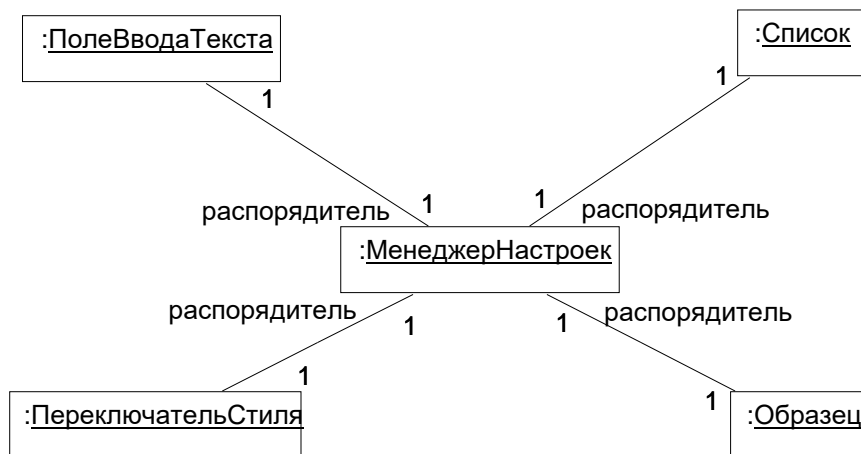 :ПолеВводаТекста
:Список
1
1
1
1
распорядитель
распорядитель
:МенеджерНастроек
распорядитель
распорядитель
1
1
1
1
:ПереключательСтиля
:Образец